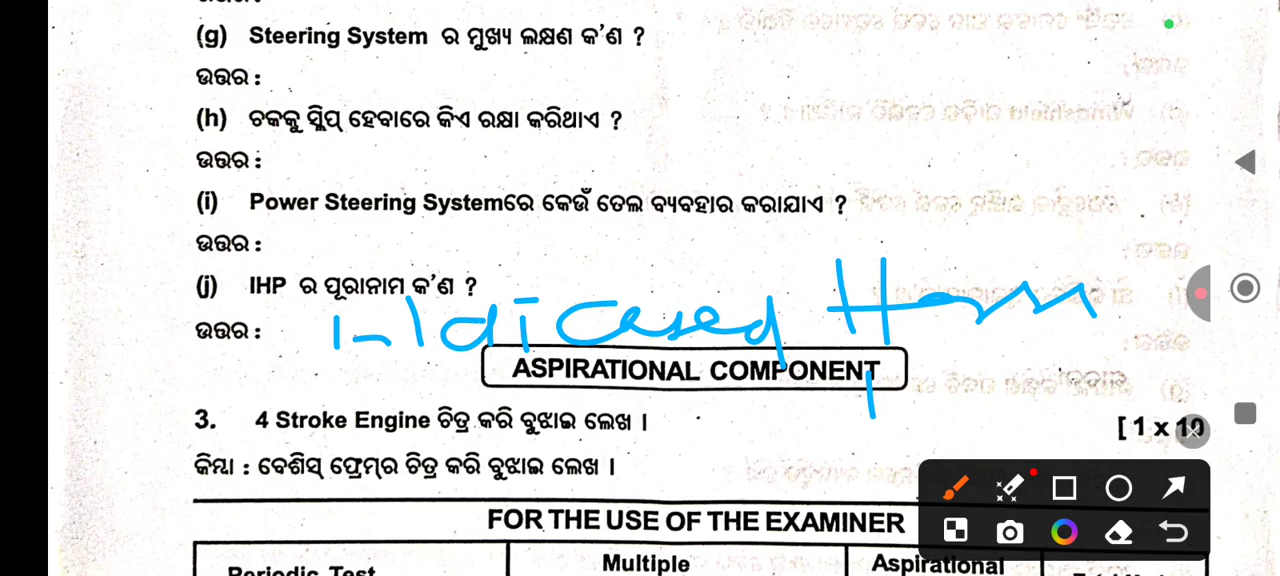 (g) Steering System ର ମୁଖ୍ୟ ଲକ୍ଷଣ କ'ଣ ?
ଉତ୍ତର :
(h) ଚକକୁ ସ୍ଲିପ୍ ହେବାରେ କିଏ ରକ୍ଷା କରିଥାଏ ?
ଉତ୍ତର :
(i) Power Steering Systemରେ କେଉଁ ତେଲ ବ୍ୟବହାର କରାଯାଏ ?
ଉତ୍ତର :
(j) IHP ର ପୂରାନାମ କ'ଣ ?
ଉତ୍ତର :
ASPIRATIONAL COMPONENT
3. 4 Stroke Engine ଚିତ୍ର କରି ବୁଝାଇ ଲେଖ । [ 1 x 10
କିମ୍ବା : ବେଶିସ୍ ଫ୍ରେମ୍‌ର ଚିତ୍ର କରି ବୁଝାଇ ଲେଖ ।
FOR THE USE OF THE EXAMINER
Periodic Test Multiple Aspirational